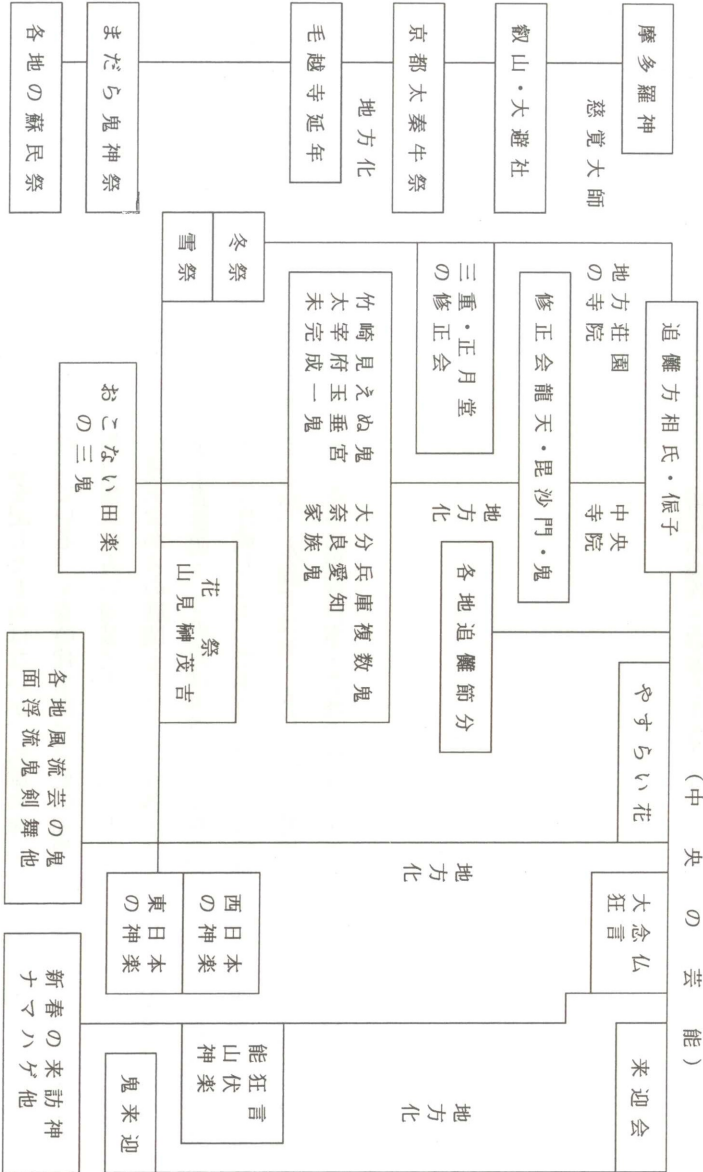 (中央の芸能)
摩多羅神
慈覚大師
叡山・大避社
京都太秦牛祭
地方化
毛越寺延年
まだら鬼神祭
各地の蘇民祭
追儺方相氏・侲子
地方荘園
の寺院
中央
寺院
修正会龍天・毘沙門・鬼
三重・正月堂
の修正会
地方化
各地追儺節分
竹崎見えぬ鬼 大分兵庫複数鬼
太宰府玉垂宮 奈良愛知
未完成一鬼 家族鬼
冬祭
雪祭
花祭
山見榊茂吉
おこない田楽
の三鬼
やすらい花
地方化
各地風流芸の鬼
面浮流鬼剣舞他
大念仏
狂言
西日本
の神楽
東日本
の神楽
能狂言
山伏
神楽
新春の来訪神
ナマハゲ他
来迎会
地方化
鬼来迎